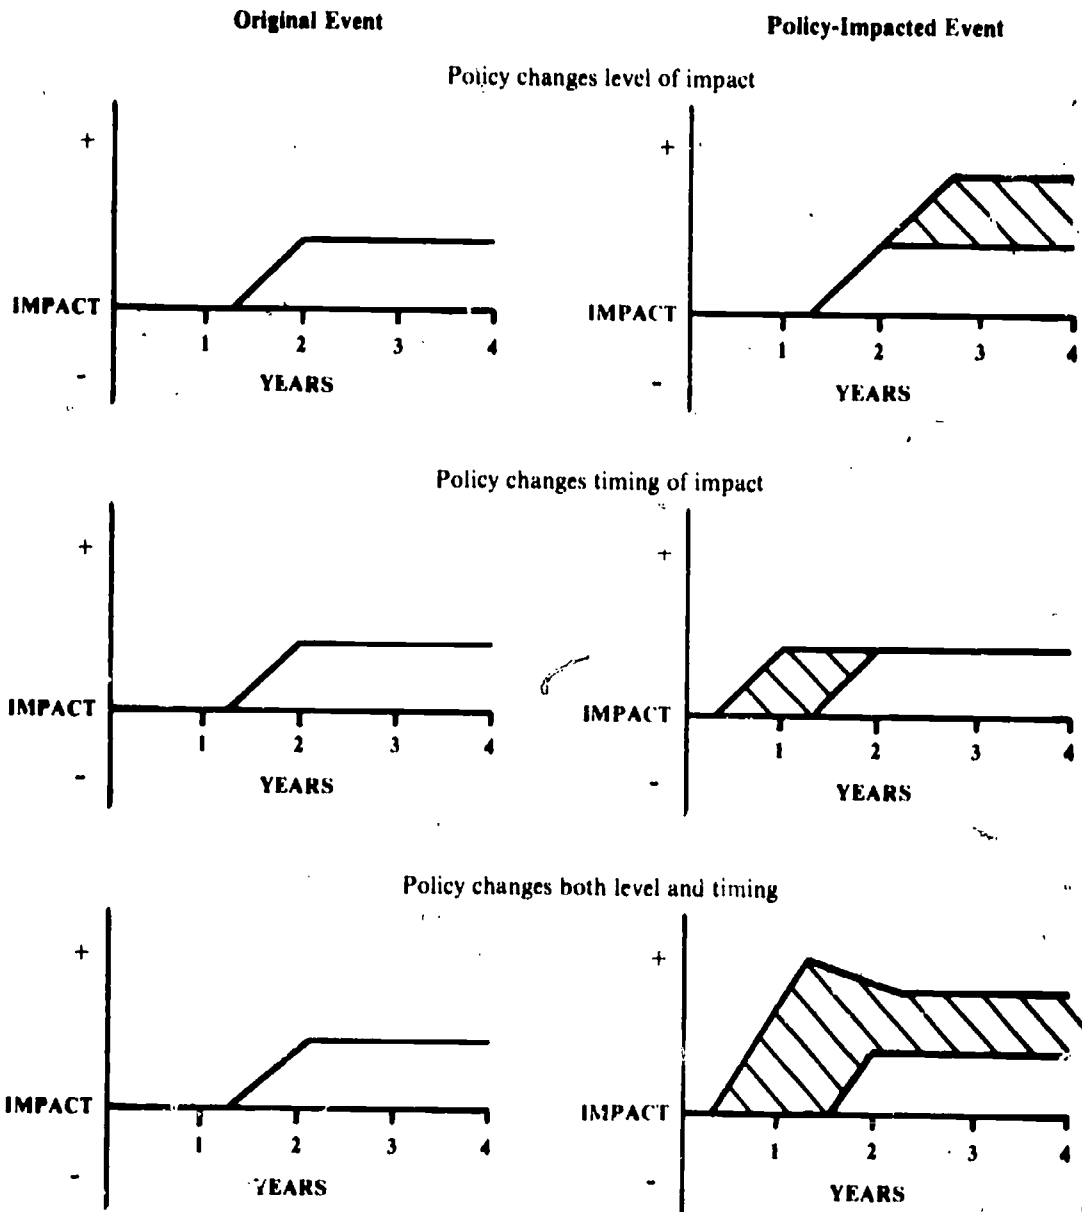 Original Event
Policy-Impacted Event
Policy changes level of impact
+
+
IMPACT
1 2 3 4
-
YEARS
IMPACT
1 2 3 4
-
YEARS
Policy changes timing of impact
+
+
IMPACT
1 2 3 4
-
YEARS
IMPACT
1 2 3 4
-
YEARS
Policy changes both level and timing
+
+
IMPACT
1 2 3 4
-
YEARS
IMPACT
1 2 3 4
-
YEARS